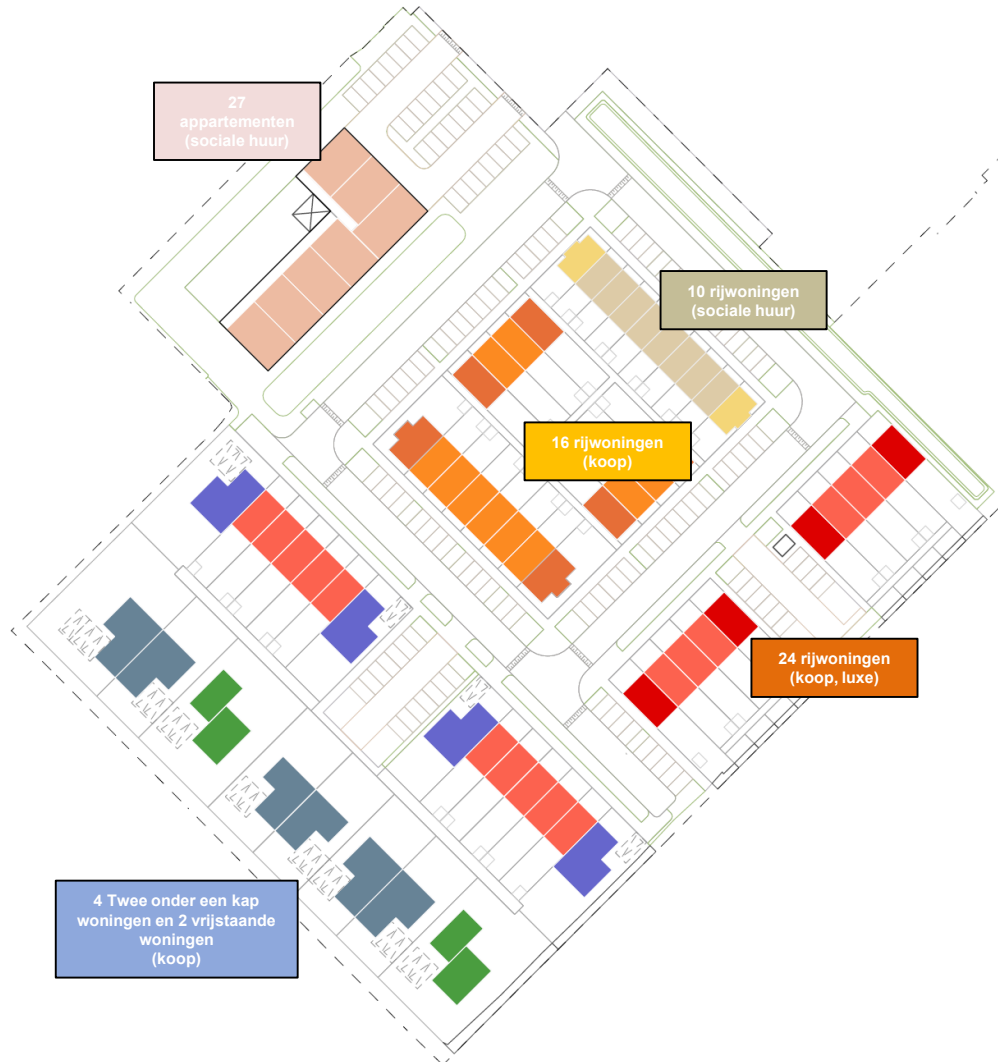 27
appartementen
(sociale huur)
10 rijwoningen
(sociale huur)
16 rijwoningen
(koop)
24 rijwoningen
(koop, luxe)
4 Twee onder een kap
woningen en 2 vrijstaande
woningen
(koop)